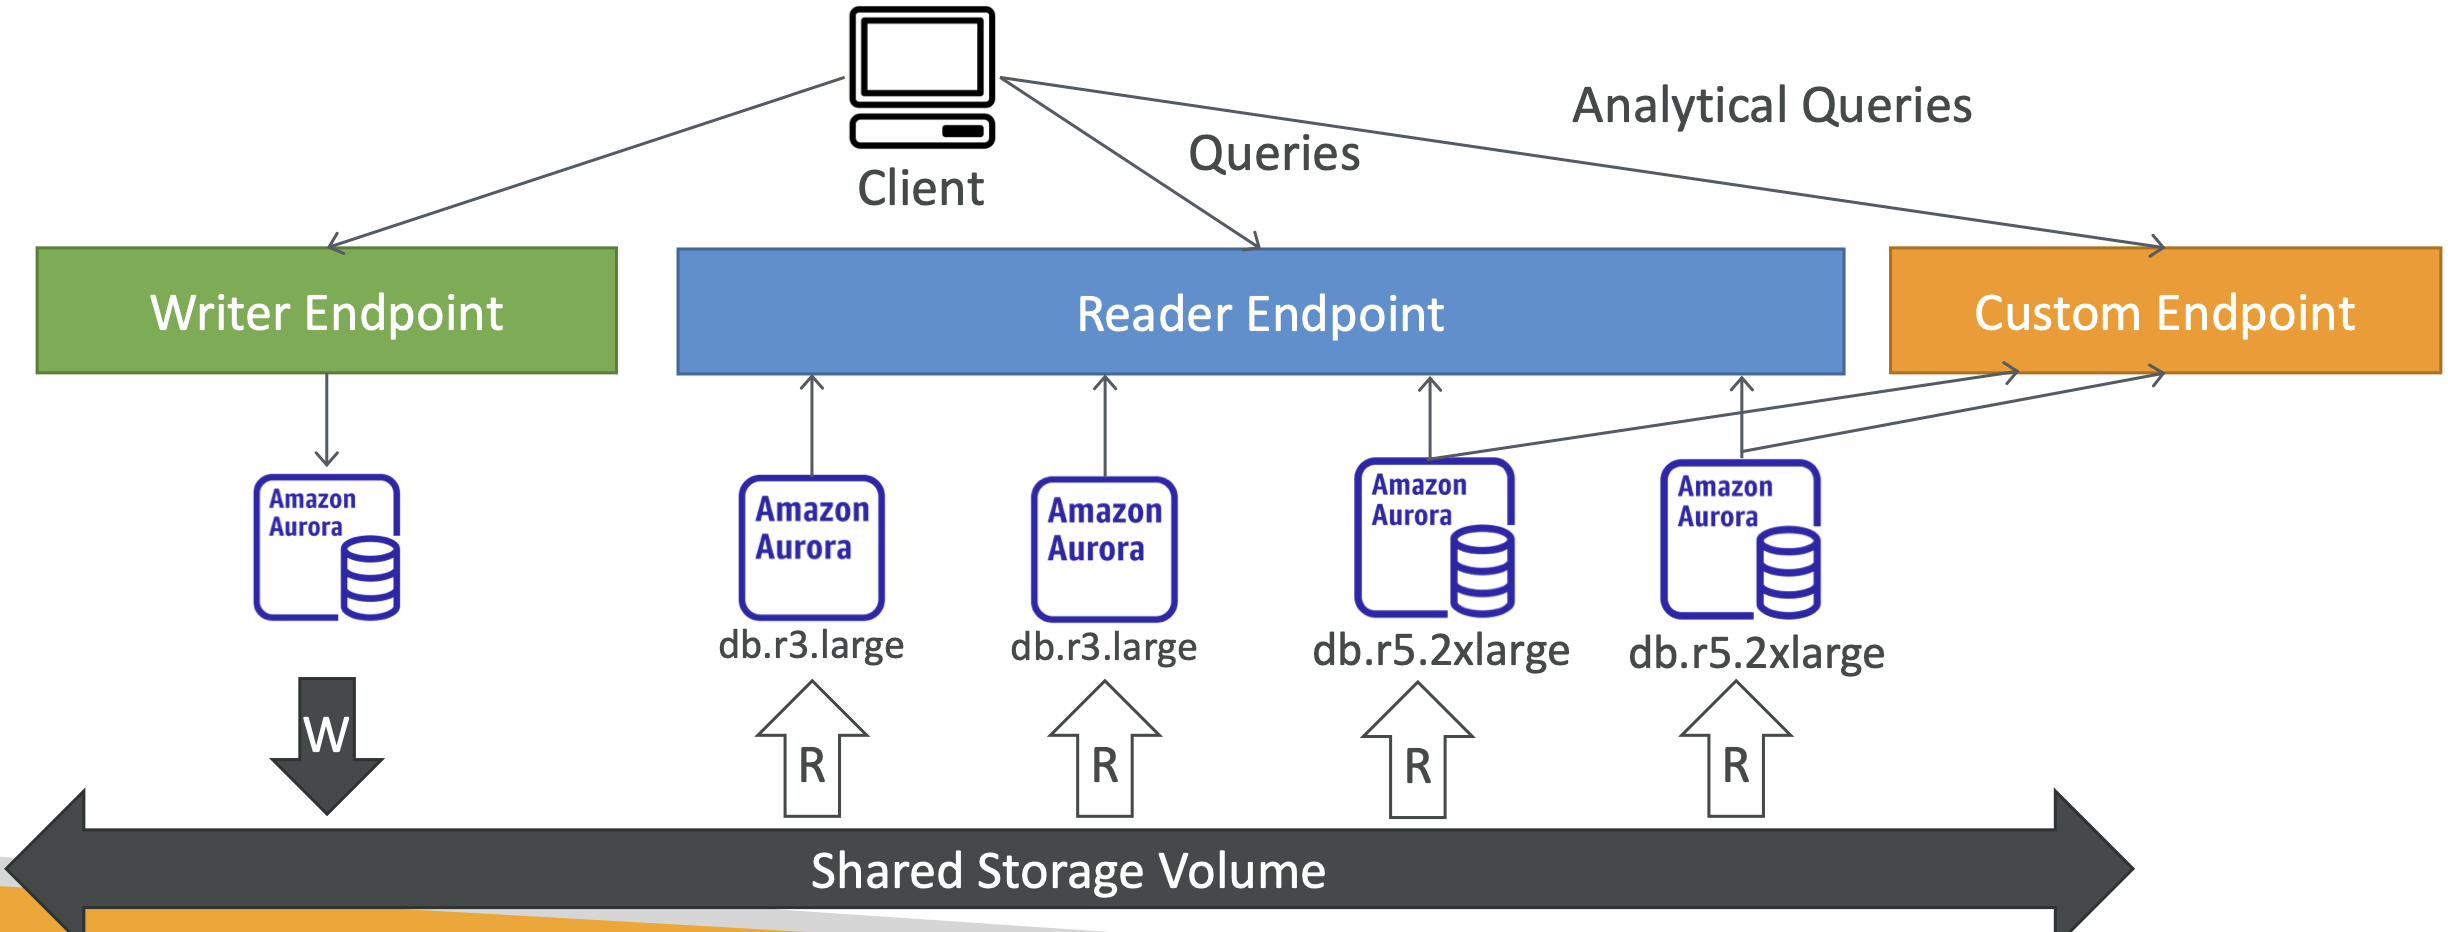 Client
Queries
Analytical Queries
Writer Endpoint
Reader Endpoint
Custom Endpoint
Amazon
Aurora
Amazon
Aurora
db.r3.large
Amazon
Aurora
db.r3.large
Amazon
Aurora
db.r5.2xlarge
Amazon
Aurora
db.r5.2xlarge
W
R
R
R
R
Shared Storage Volume